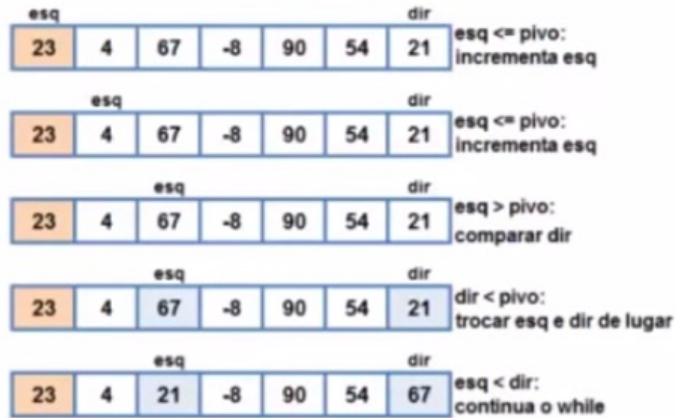 esq dir
23 4 67 -8 90 54 21
esq <= pivo:
incrementa esq
esq dir
23 4 67 -8 90 54 21
esq <= pivo:
incrementa esq
esq dir
23 4 67 -8 90 54 21
esq > pivo:
comparar dir
esq dir
23 4 67 -8 90 54 21
dir < pivo:
trocar esq e dir de lugar
esq dir
23 4 21 -8 90 54 67
esq < dir:
continua o while